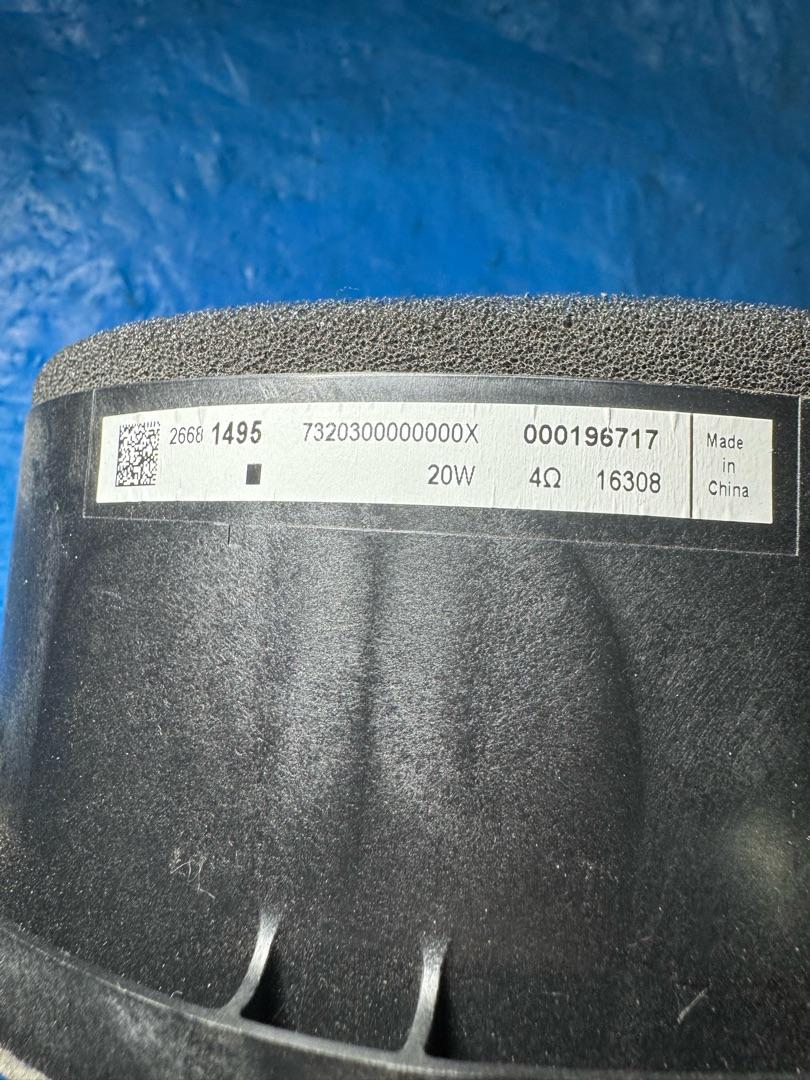 2668 1495 7320300000000X 000196717
20W 4Ω 16308
Made
in
China